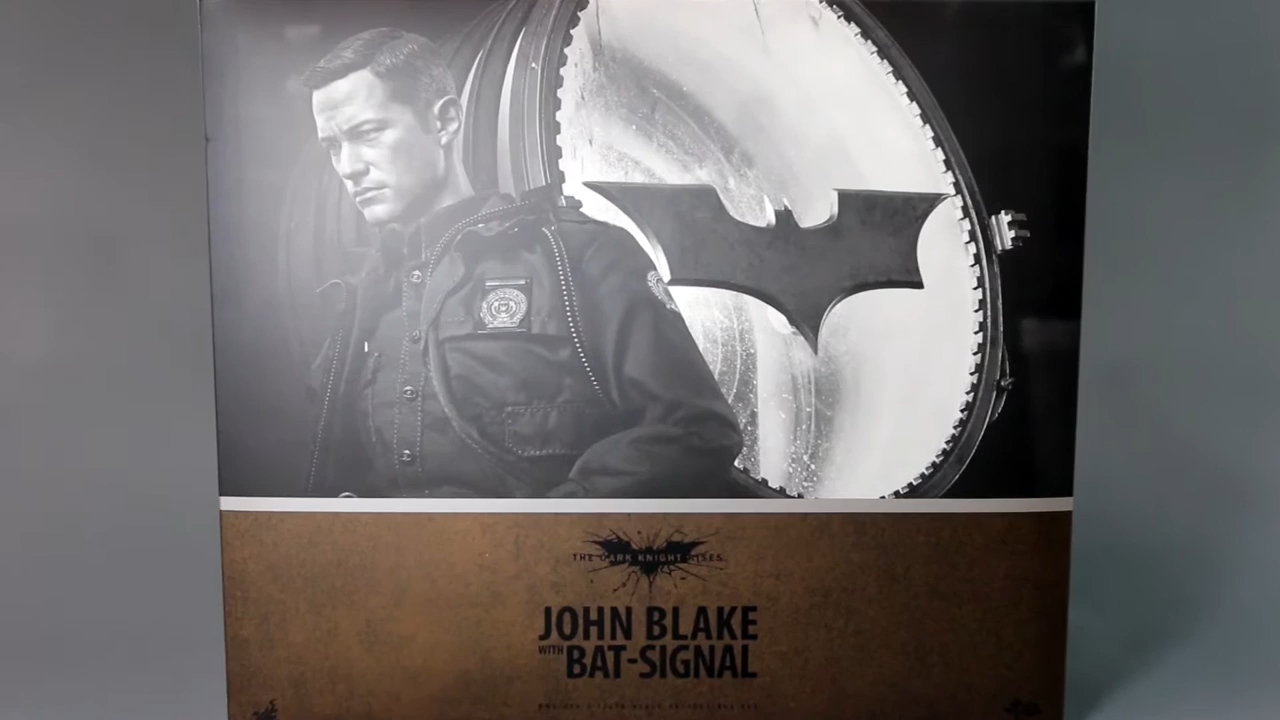 THE DARK KNIGHT RISES
JOHN BLAKE
WITH BAT-SIGNAL